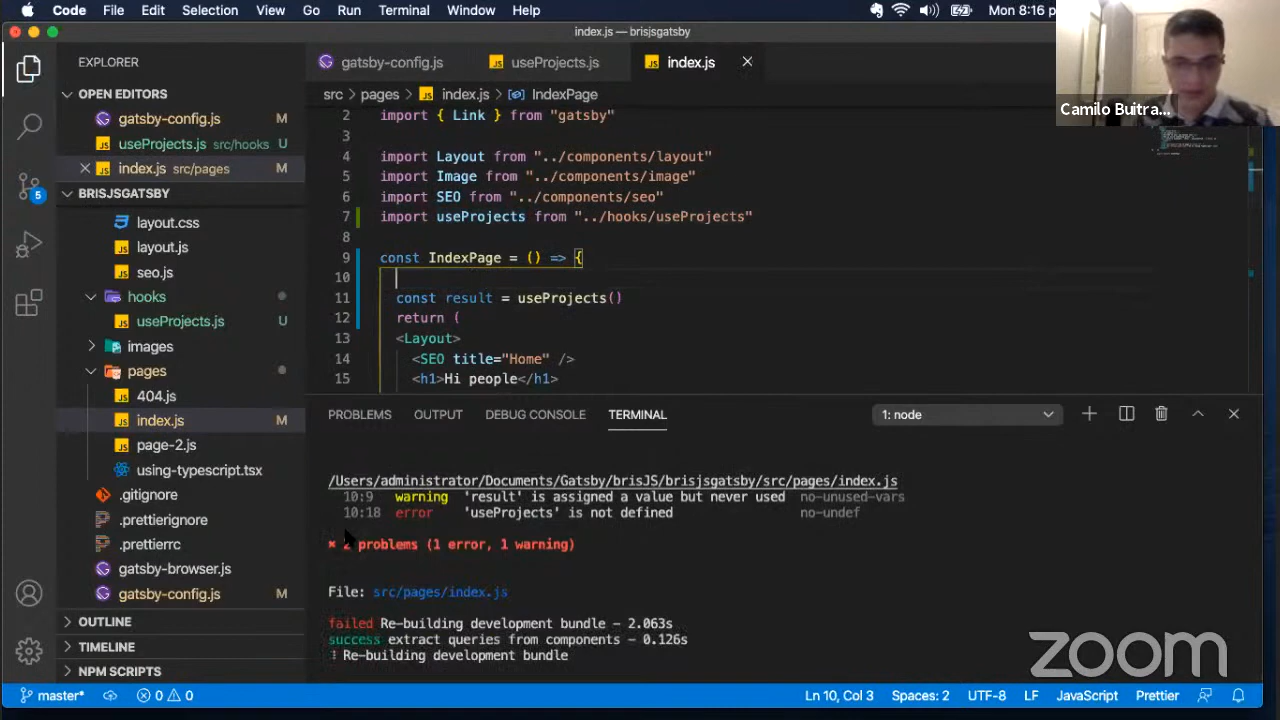 Code File Edit Selection View Go Run Terminal Window Help Mon 8:16 p
index.js — brisjsgatsby
Camilo Buitra...
EXPLORER
OPEN EDITORS
gatsby-config.js M
useProjects.js src/hooks U
index.js src/pages M
BRISJSGATSBY
layout.css
layout.js
seo.js
hooks
useProjects.js U
images
pages
404.js
index.js M
page-2.js
using-typescript.tsx
.gitignore
.prettierignore
.prettierrc
gatsby-browser.js
gatsby-config.js M
OUTLINE
TIMELINE
NPM SCRIPTS
5
gatsby-config.js useProjects.js index.js
src pages index.js IndexPage
2 import { Link } from "gatsby"
3
4 import Layout from "../components/layout"
5 import Image from "../components/image"
6 import SEO from "../components/seo"
7 import useProjects from "../hooks/useProjects"
8
9 const IndexPage = () => {
10
11 const result = useProjects()
12 return (
13 <Layout>
14 <SEO title="Home" />
15 <h1>Hi people</h1>
PROBLEMS OUTPUT DEBUG CONSOLE TERMINAL 1: node
/Users/administrator/Documents/Gatsby/brisJS/brisjsgatsby/src/pages/index.js
10:9 warning 'result' is assigned a value but never used no-unused-vars
10:18 error 'useProjects' is not defined no-undef
✖ 2 problems (1 error, 1 warning)
File: src/pages/index.js
failed Re-building development bundle - 2.063s
success extract queries from components - 0.126s
Re-building development bundle
zoom
master* 0 0 Ln 10, Col 3 Spaces: 2 UTF-8 LF JavaScript Prettier